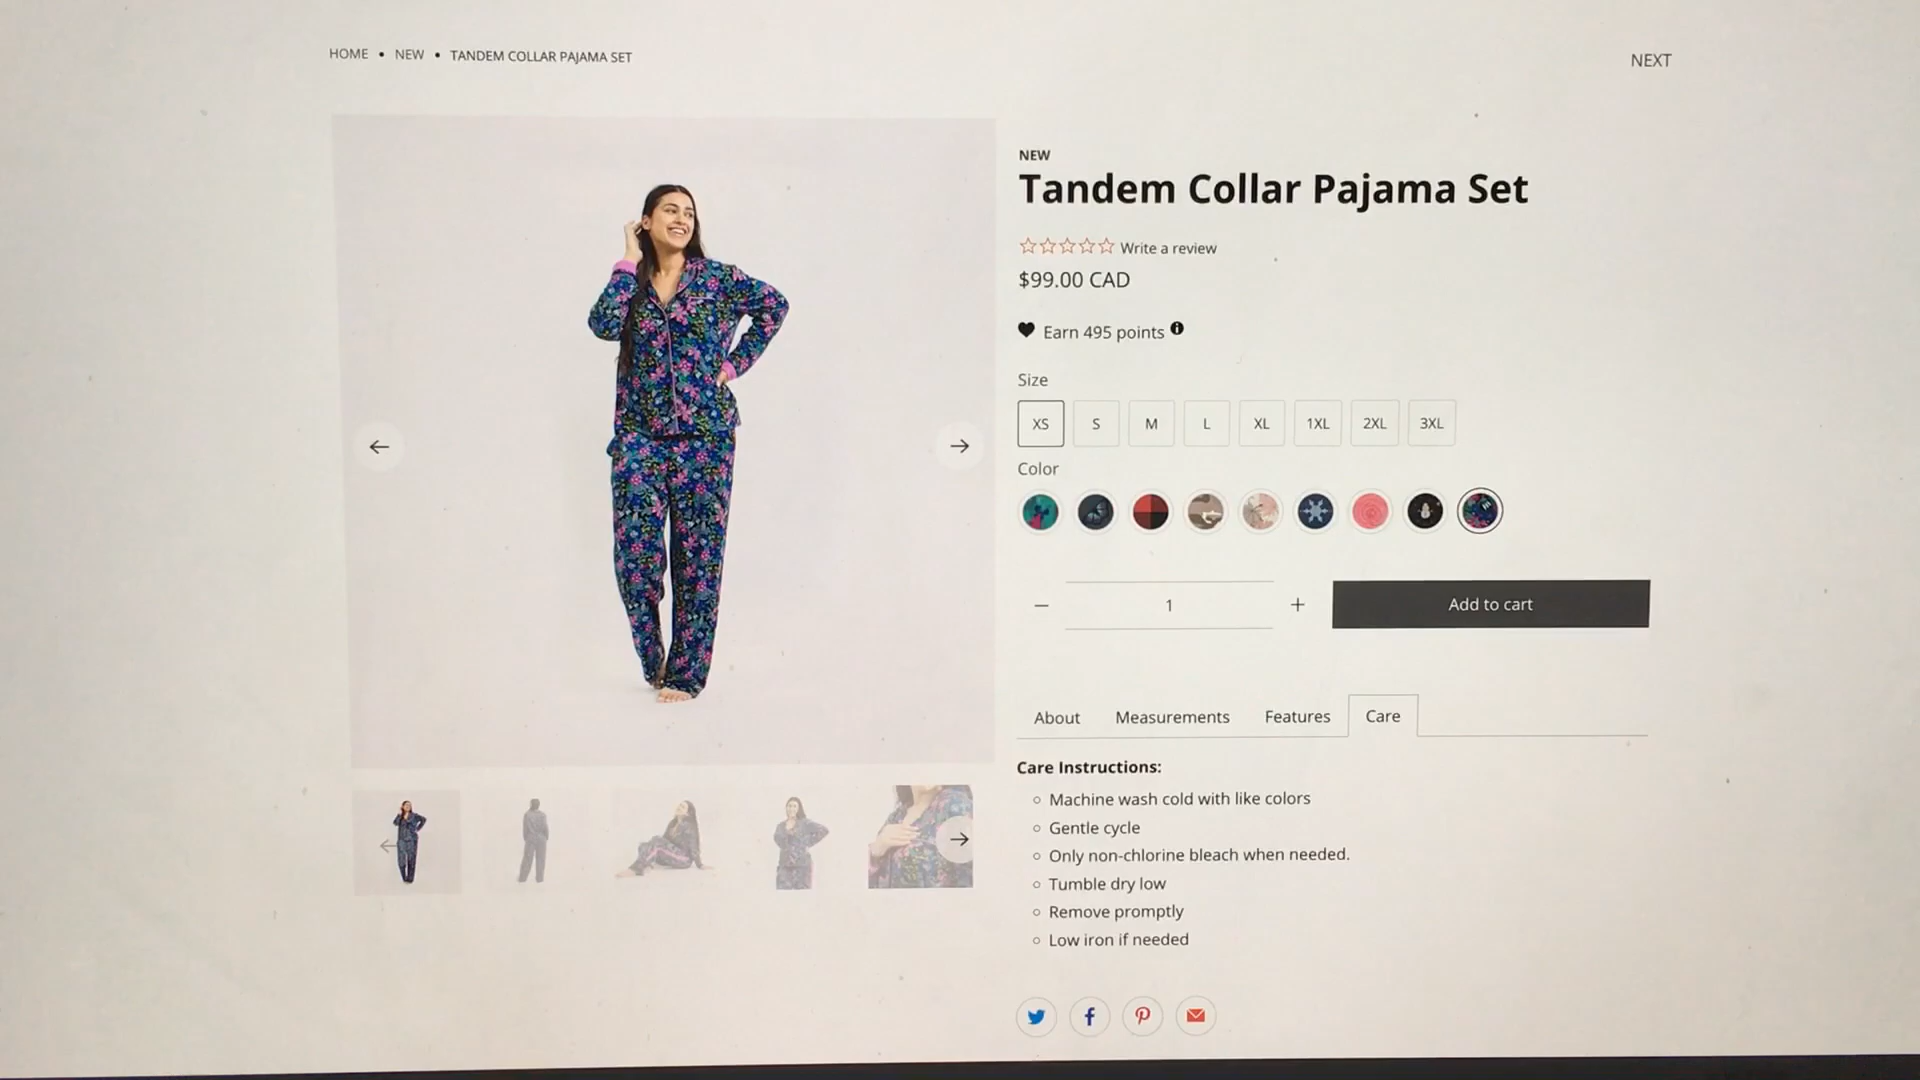 HOME • NEW • TANDEM COLLAR PAJAMA SET
NEXT
NEW
Tandem Collar Pajama Set
Write a review
$99.00 CAD
Earn 495 points
Size
XS S M L XL 1XL 2XL 3XL
Color
− 1 + Add to cart
About Measurements Features Care
Care Instructions:
Machine wash cold with like colors
Gentle cycle
Only non-chlorine bleach when needed.
Tumble dry low
Remove promptly
Low iron if needed